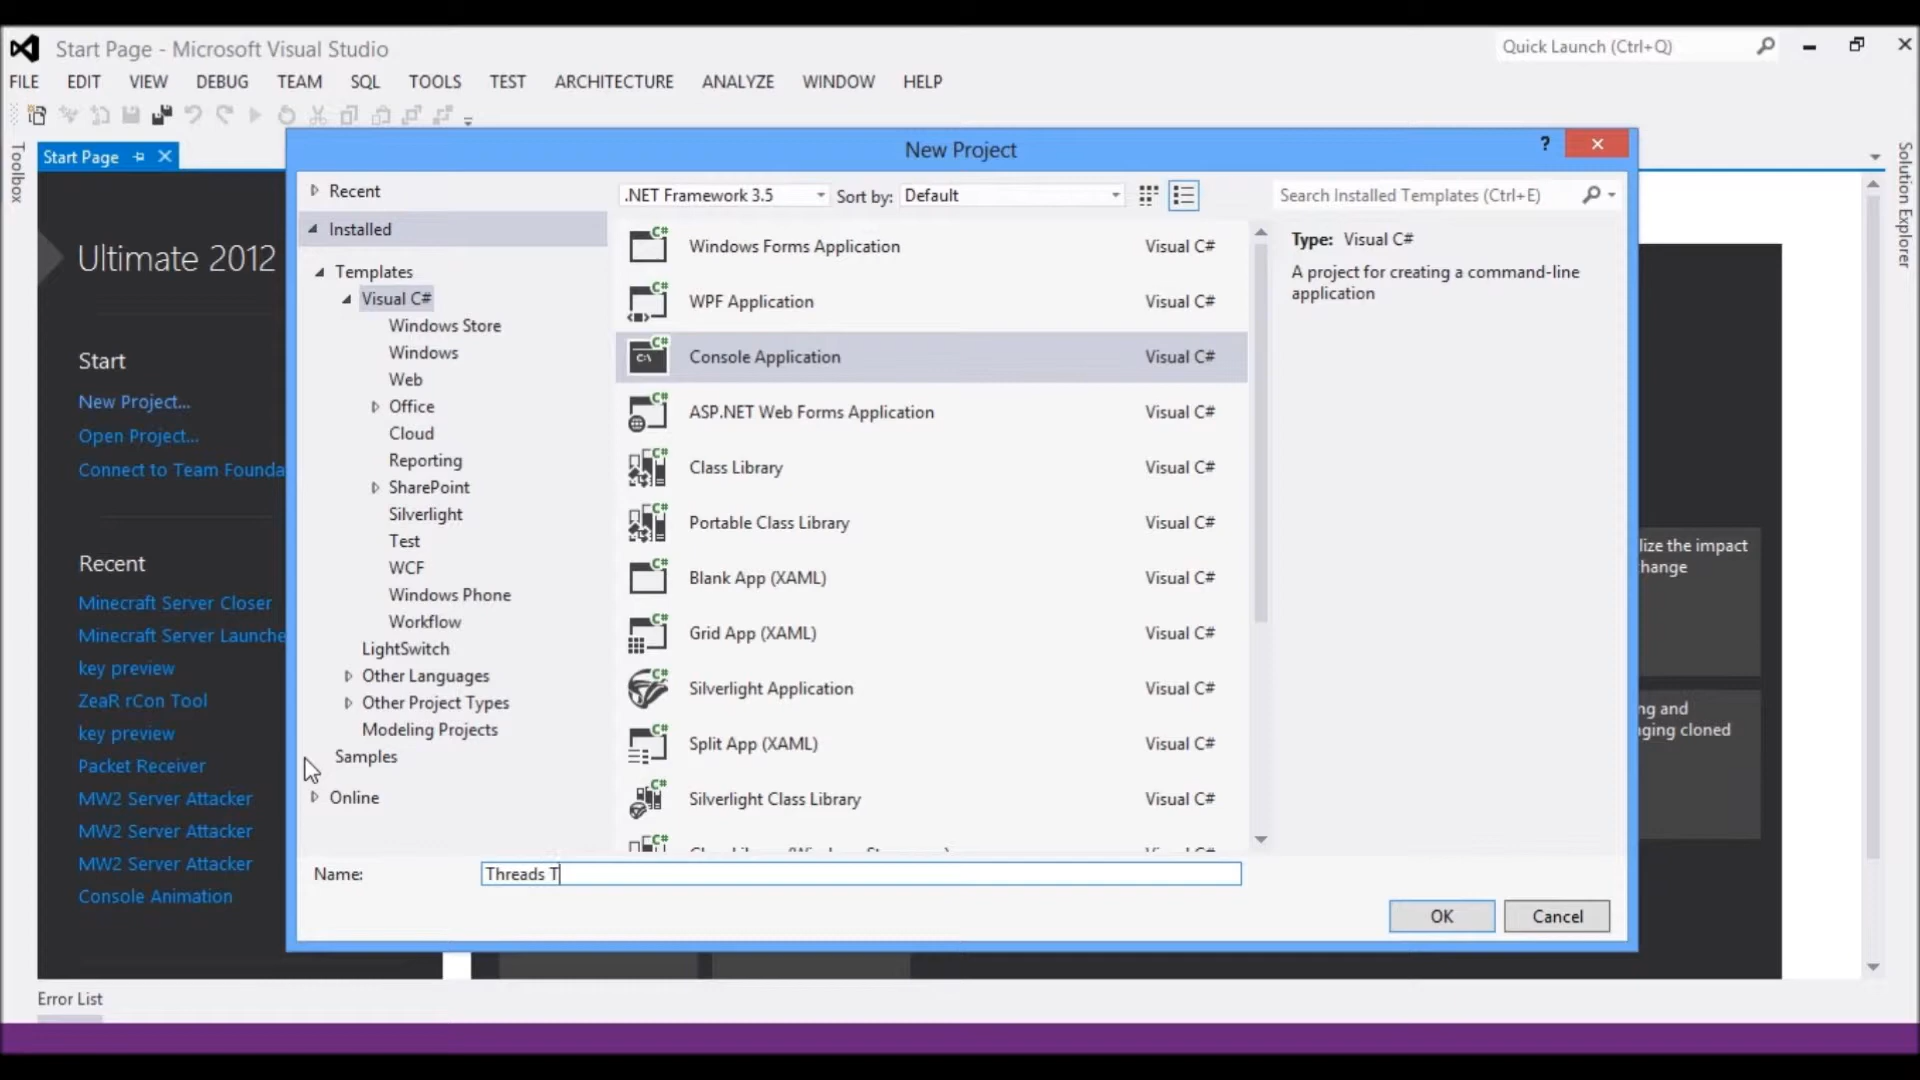 Start Page - Microsoft Visual Studio
Quick Launch (Ctrl+Q)
FILE EDIT VIEW DEBUG TEAM SQL TOOLS TEST ARCHITECTURE ANALYZE WINDOW HELP
Toolbox
Start Page
Solution Explorer
Ultimate 2012
Start
New Project...
Open Project...
Connect to Team Founda
Recent
Minecraft Server Closer
Minecraft Server Launche
key preview
ZeaR rCon Tool
key preview
Packet Receiver
MW2 Server Attacker
MW2 Server Attacker
MW2 Server Attacker
Console Animation
New Project
?
Recent
Installed
Templates
Visual C#
Windows Store
Windows
Web
Office
Cloud
Reporting
SharePoint
Silverlight
Test
WCF
Windows Phone
Workflow
LightSwitch
Other Languages
Other Project Types
Modeling Projects
Samples
Online
.NET Framework 3.5
Sort by: Default
Search Installed Templates (Ctrl+E)
C# Windows Forms Application Visual C#
C# WPF Application Visual C#
C# Console Application Visual C#
C# ASP.NET Web Forms Application Visual C#
C# Class Library Visual C#
C# Portable Class Library Visual C#
C# Blank App (XAML) Visual C#
C# Grid App (XAML) Visual C#
C# Silverlight Application Visual C#
C# Split App (XAML) Visual C#
C# Silverlight Class Library Visual C#
C#
Type: Visual C#
A project for creating a command-line
application
lize the impact
hange
ng and
ging cloned
Name: Threads T
OK Cancel
Error List